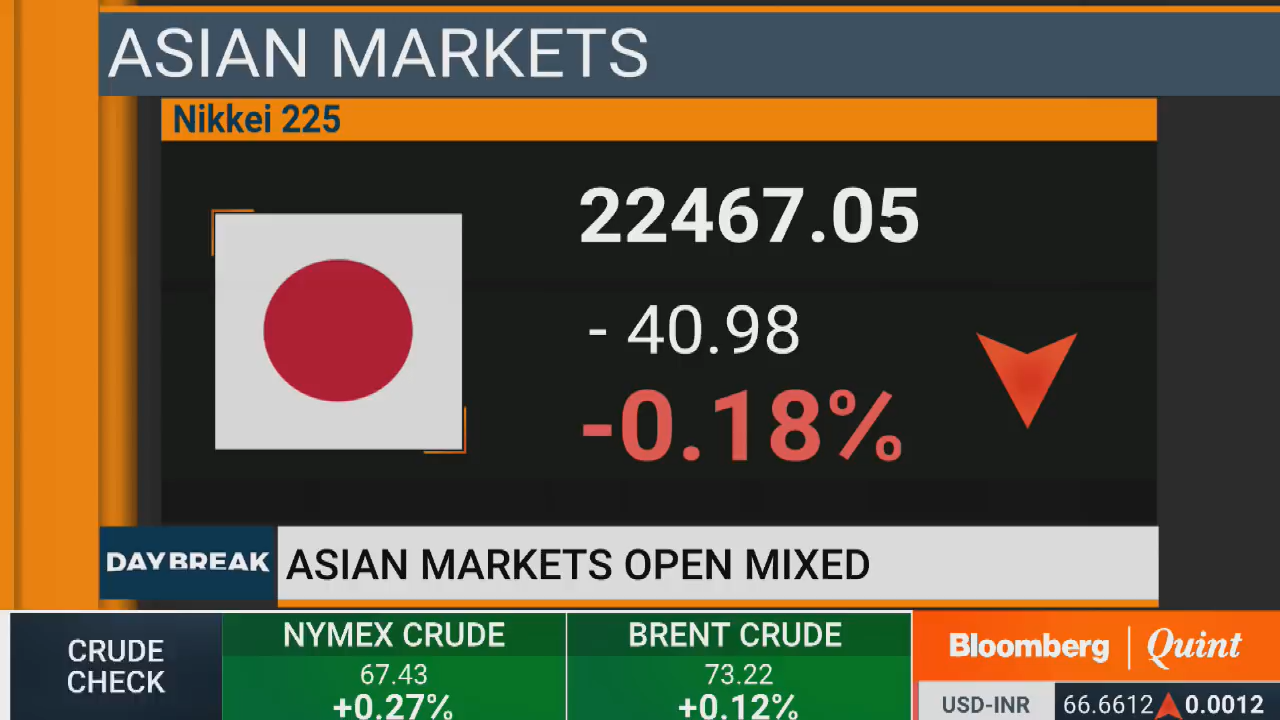 ASIAN MARKETS
Nikkei 225
22467.05
- 40.98
-0.18%
DAYBREAK
ASIAN MARKETS OPEN MIXED
CRUDE
CHECK
NYMEX CRUDE
67.43
+0.27%
BRENT CRUDE
73.22
+0.12%
Bloomberg | Quint
USD-INR
66.6612
0.0012